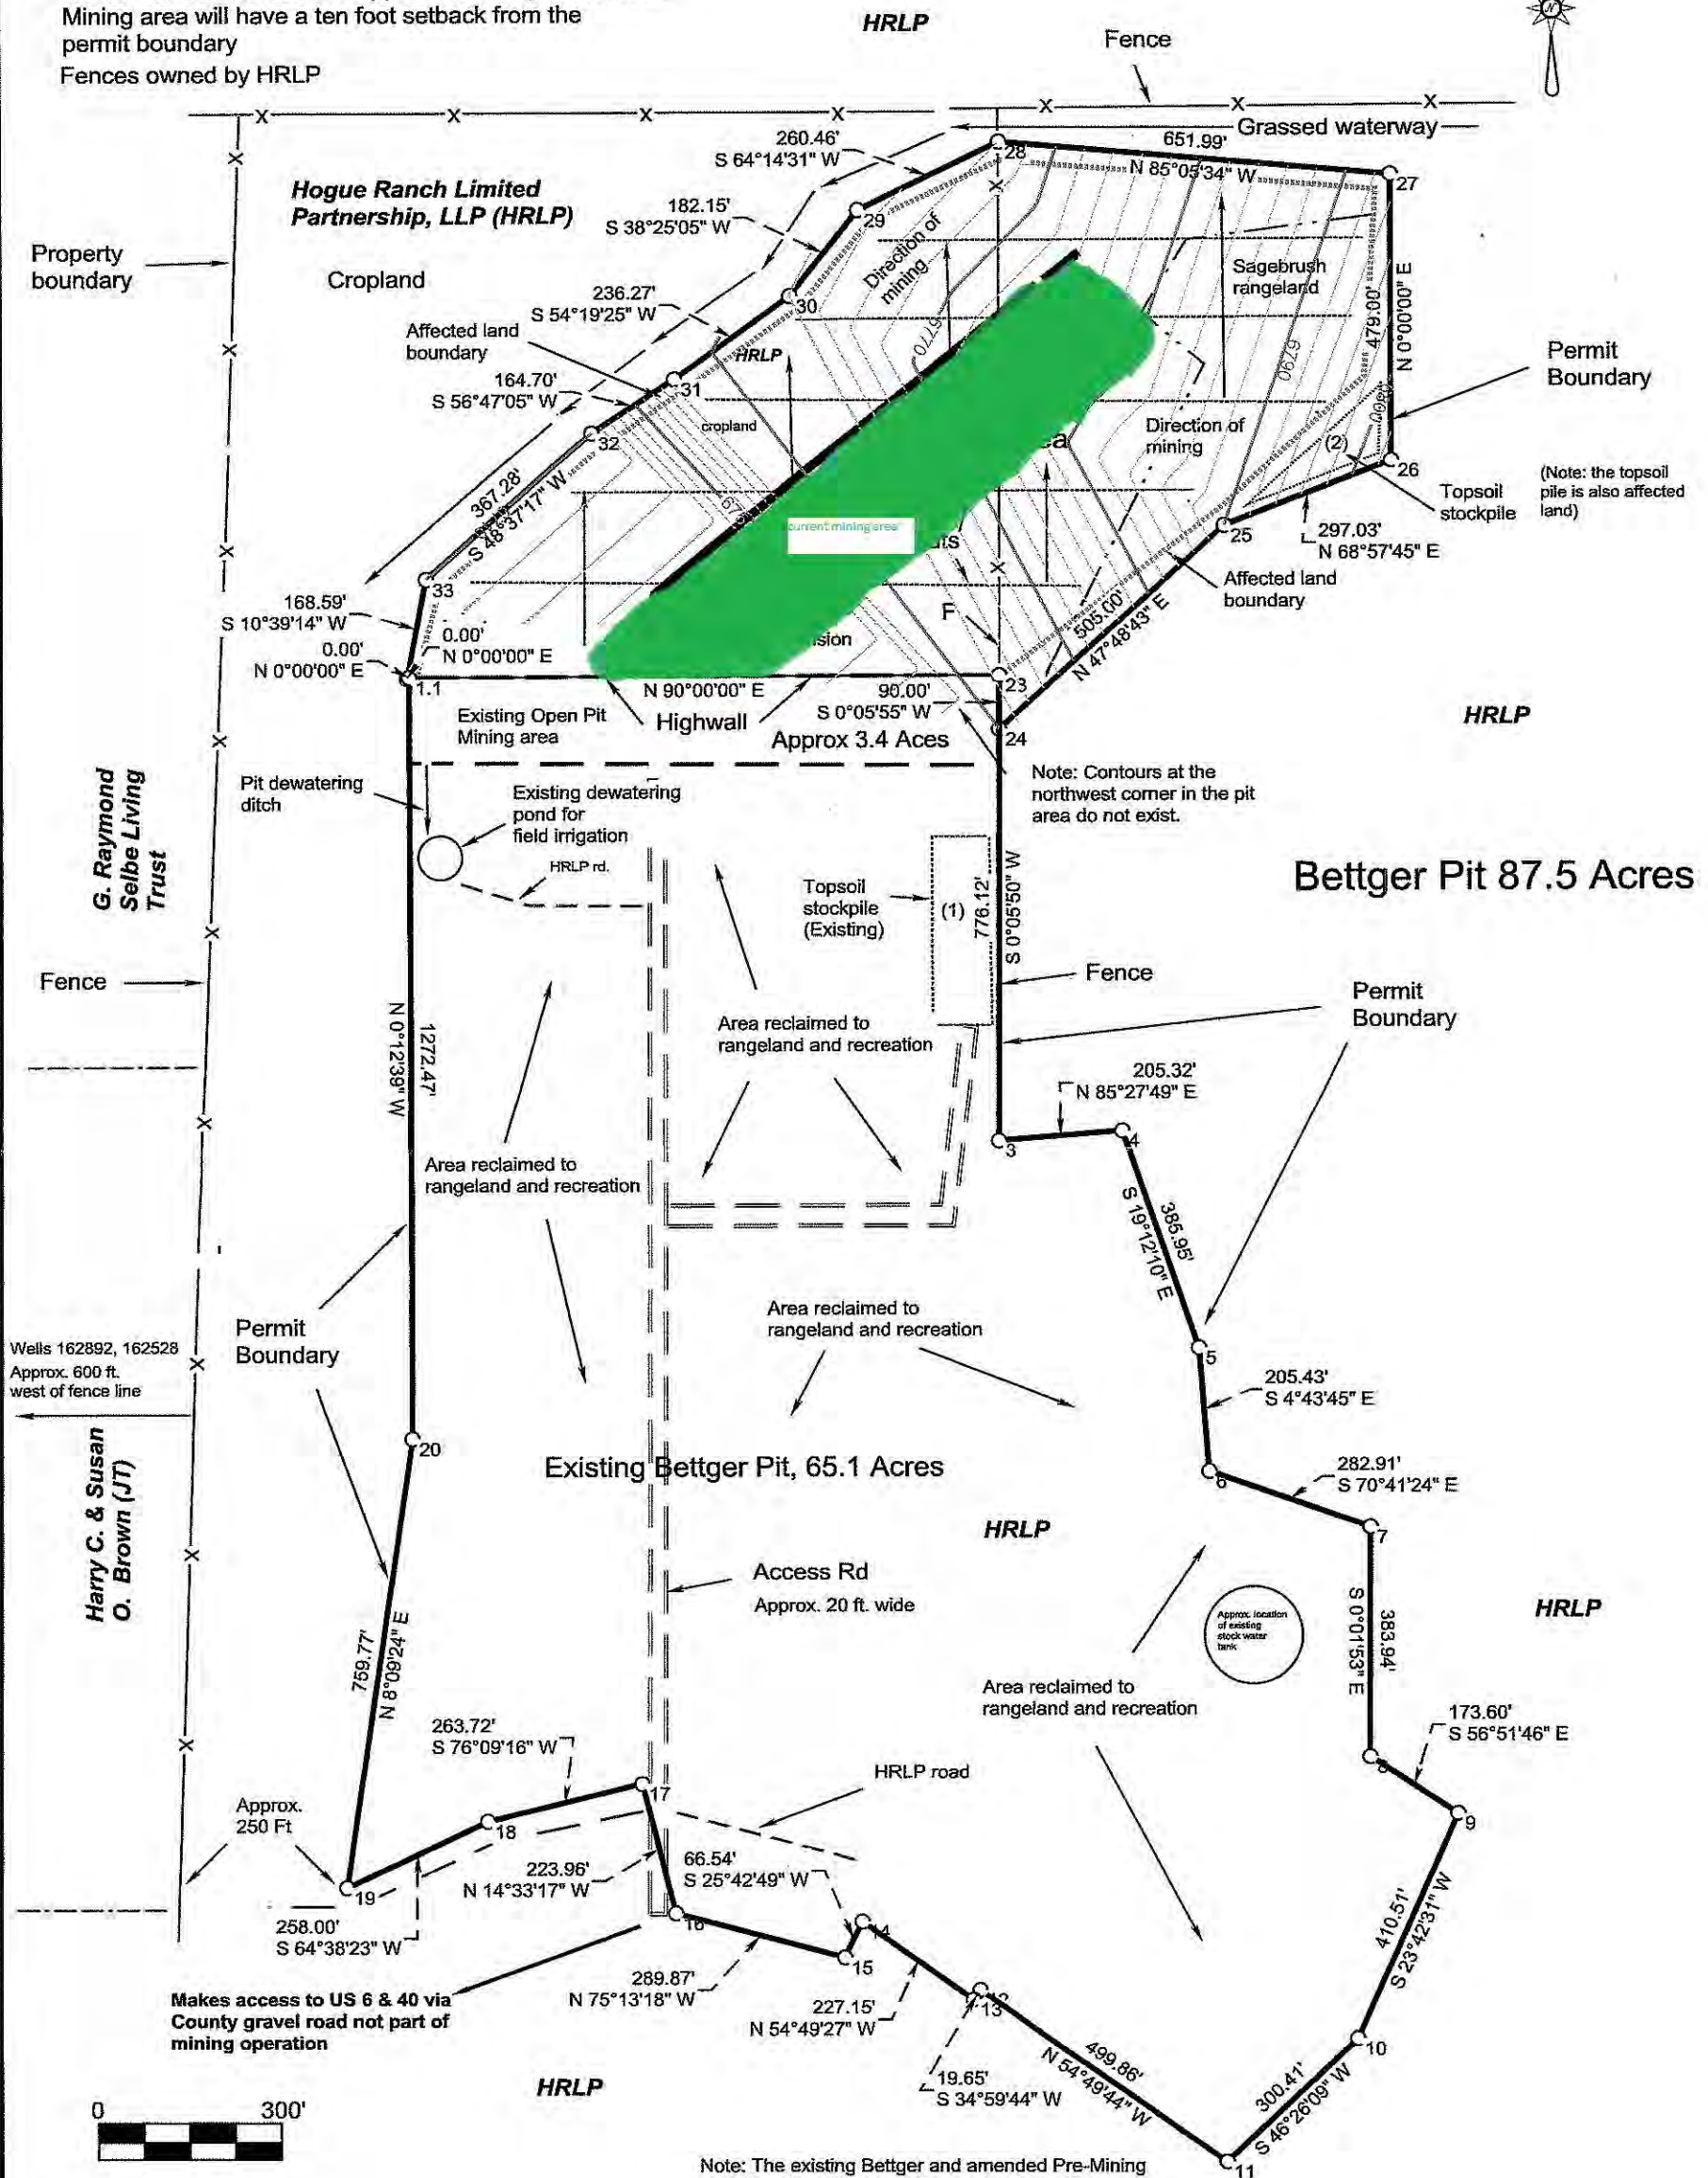 Mining area will have a ten foot setback from the
permit boundary
Fences owned by HRLP
HRLP
Fence
N
Grassed waterway
260.46'
S 64°14'31" W
28
651.99'
N 85°05'34" W
27
Hogue Ranch Limited
Partnership, LLP (HRLP)
182.15'
S 38°25'05" W
29
Direction of
mining
Property
boundary
Cropland
Sagebrush
rangeland
479.00'
N 0°00'00" E
236.27'
S 54°19'25" W
30
6770
6790
Affected land
boundary
HRLP
Permit
Boundary
164.70'
S 56°47'05" W
31
32
cropland
Direction of
mining
(2)
26
Topsoil
stockpile
(Note: the topsoil
pile is also affected
land)
367.28'
S 48°37'17" W
current mining area
25
297.03'
N 68°57'45" E
33
Affected land
boundary
168.59'
S 10°39'14" W
0.00'
N 0°00'00" E
0.00'
N 0°00'00" E
F
505.00'
N 47°48'43" E
1.1
N 90°00'00" E
90.00'
S 0°05'55" W
23
24
HRLP
Existing Open Pit
Mining area
Highwall
Approx 3.4 Aces
Note: Contours at the
northwest corner in the pit
area do not exist.
Pit dewatering
ditch
Existing dewatering
pond for
field irrigation
HRLP rd.
G. Raymond
Selbe Living
Trust
Topsoil
stockpile
(Existing)
(1)
776.12'
S 0°05'50" W
Bettger Pit 87.5 Acres
Fence
Fence
Permit
Boundary
1272.47'
N 0°12'39" W
Area reclaimed to
rangeland and recreation
205.32'
N 85°27'49" E
3
4
Area reclaimed to
rangeland and recreation
385.95'
S 19°12'10" E
Area reclaimed to
rangeland and recreation
Permit
Boundary
Wells 162892, 162528
Approx. 600 ft.
west of fence line
5
205.43'
S 4°43'45" E
20
Existing Bettger Pit, 65.1 Acres
6
282.91'
S 70°41'24" E
Harry C. & Susan
O. Brown (JT)
HRLP
7
Access Rd
Approx. 20 ft. wide
Approx. location
of existing
stock water
tank
383.94'
S 0°01'53" E
HRLP
759.77'
N 8°09'24" E
Area reclaimed to
rangeland and recreation
263.72'
S 76°09'16" W
173.60'
S 56°51'46" E
8
HRLP road
17
Approx.
250 Ft
18
9
223.96'
N 14°33'17" W
66.54'
S 25°42'49" W
19
16
14
258.00'
S 64°38'23" W
15
410.51'
S 23°42'31" W
289.87'
N 75°13'18" W
Makes access to US 6 & 40 via
County gravel road not part of
mining operation
227.15'
N 54°49'27" W
13
10
19.65'
S 34°59'44" W
499.86'
N 54°49'44" W
HRLP
300.41'
S 46°26'09" W
0 300'
11
Note: The existing Bettger and amended Pre-Mining